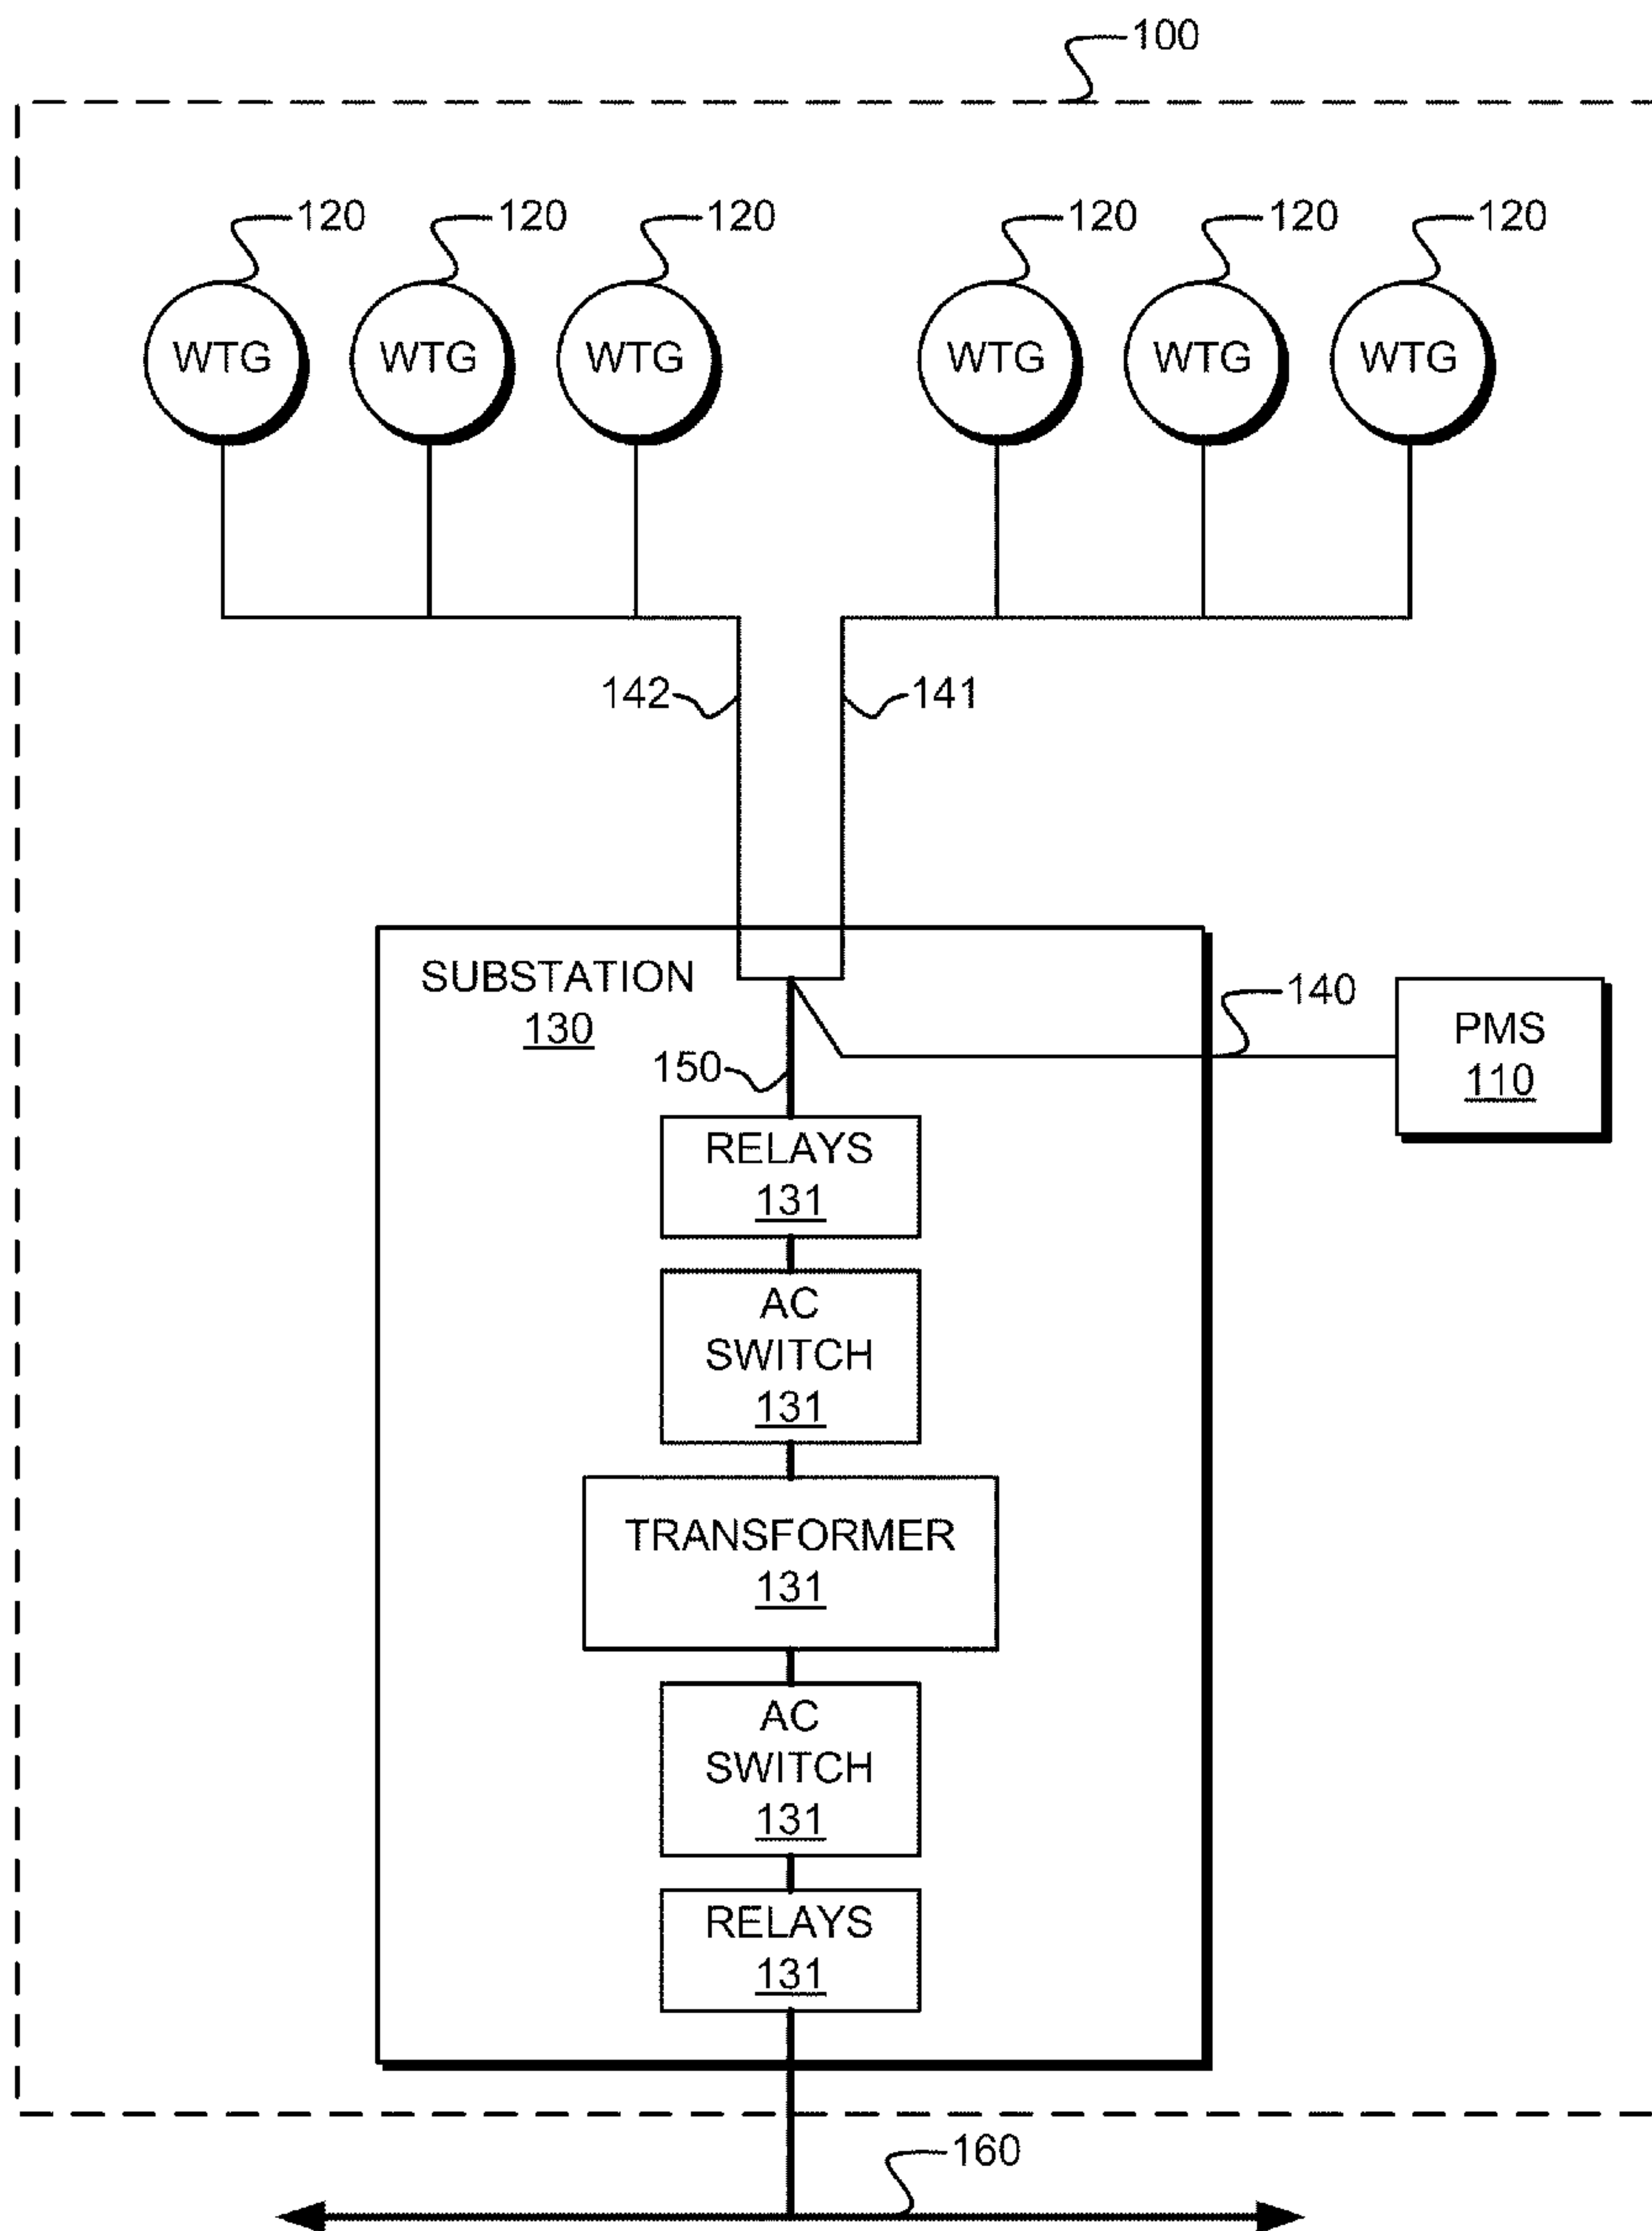 100
120 120 120 120 120 120
WTG WTG WTG WTG WTG WTG
142 141
SUBSTATION
130
140
PMS
110
150
RELAYS
131
AC
SWITCH
131
TRANSFORMER
131
AC
SWITCH
131
RELAYS
131
160